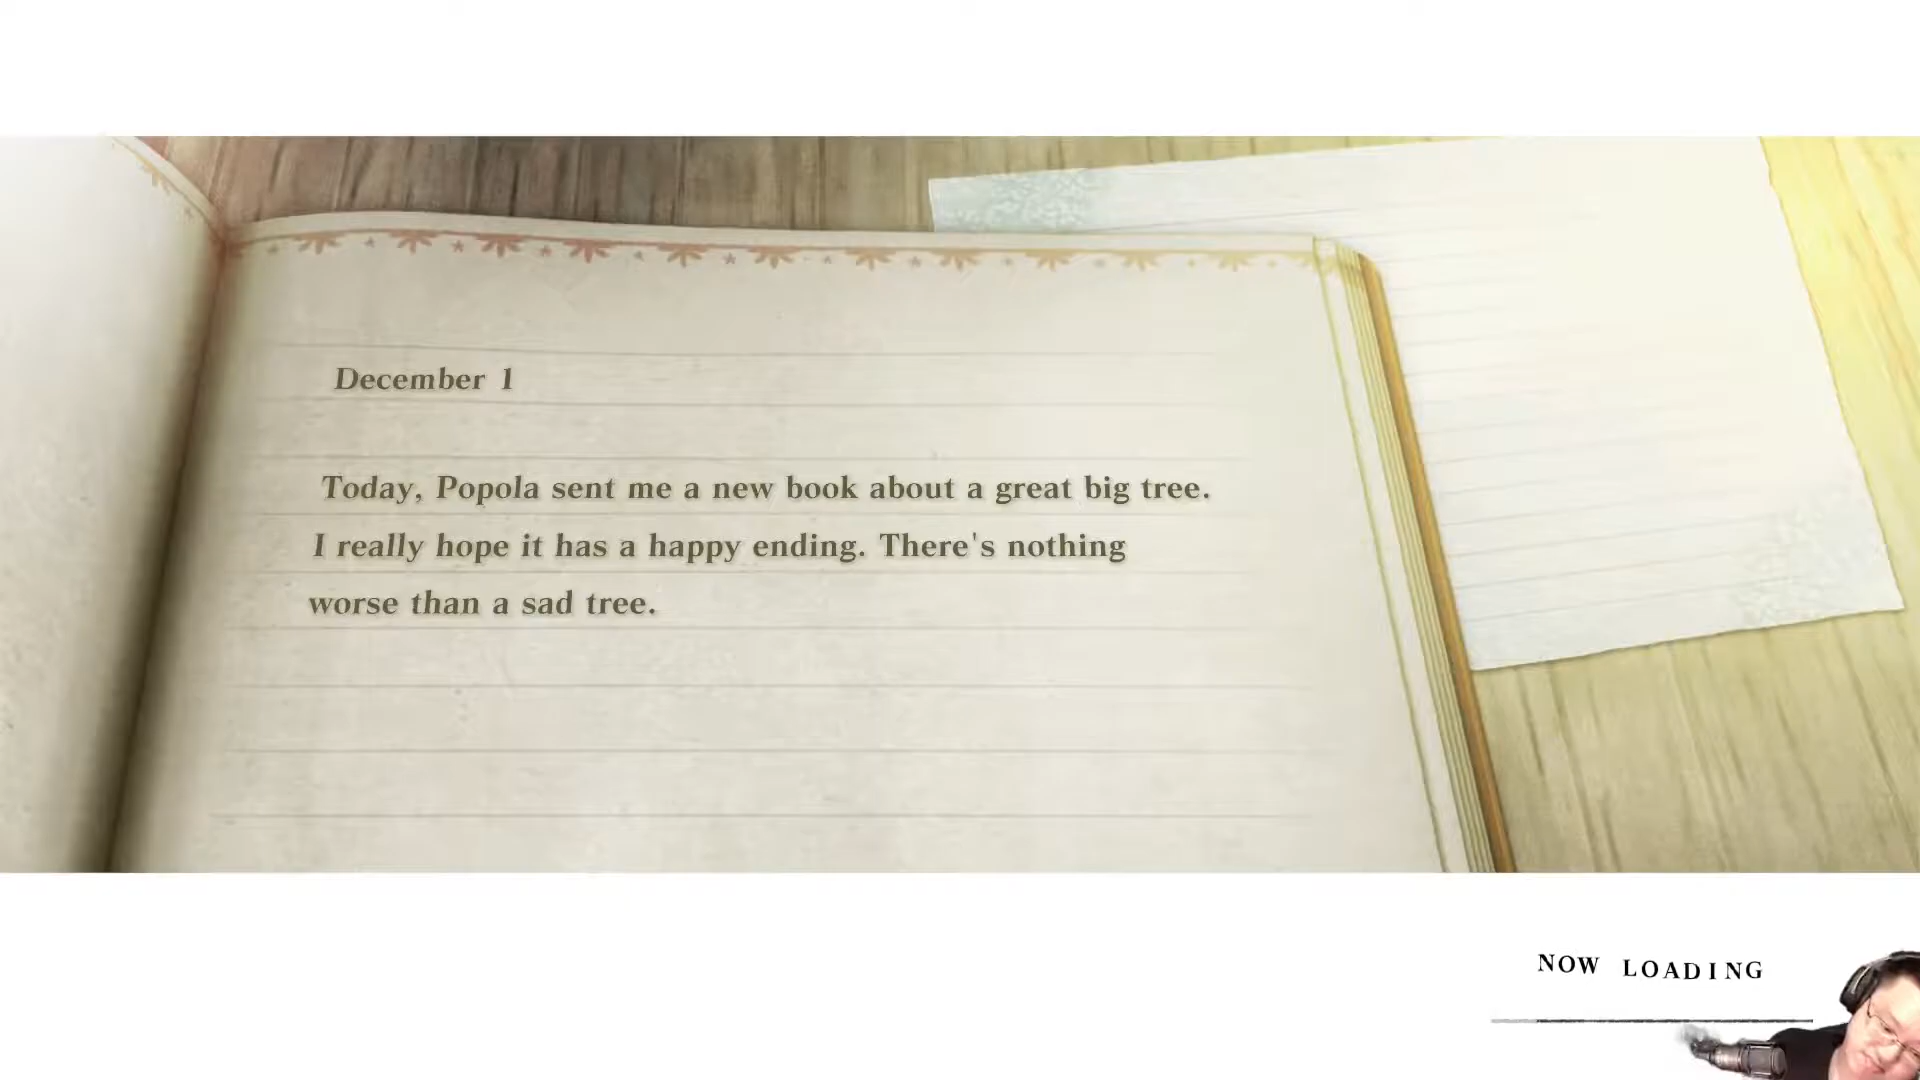 December 1
Today, Popola sent me a new book about a great big tree.
I really hope it has a happy ending. There's nothing
worse than a sad tree.
NOW LOADING